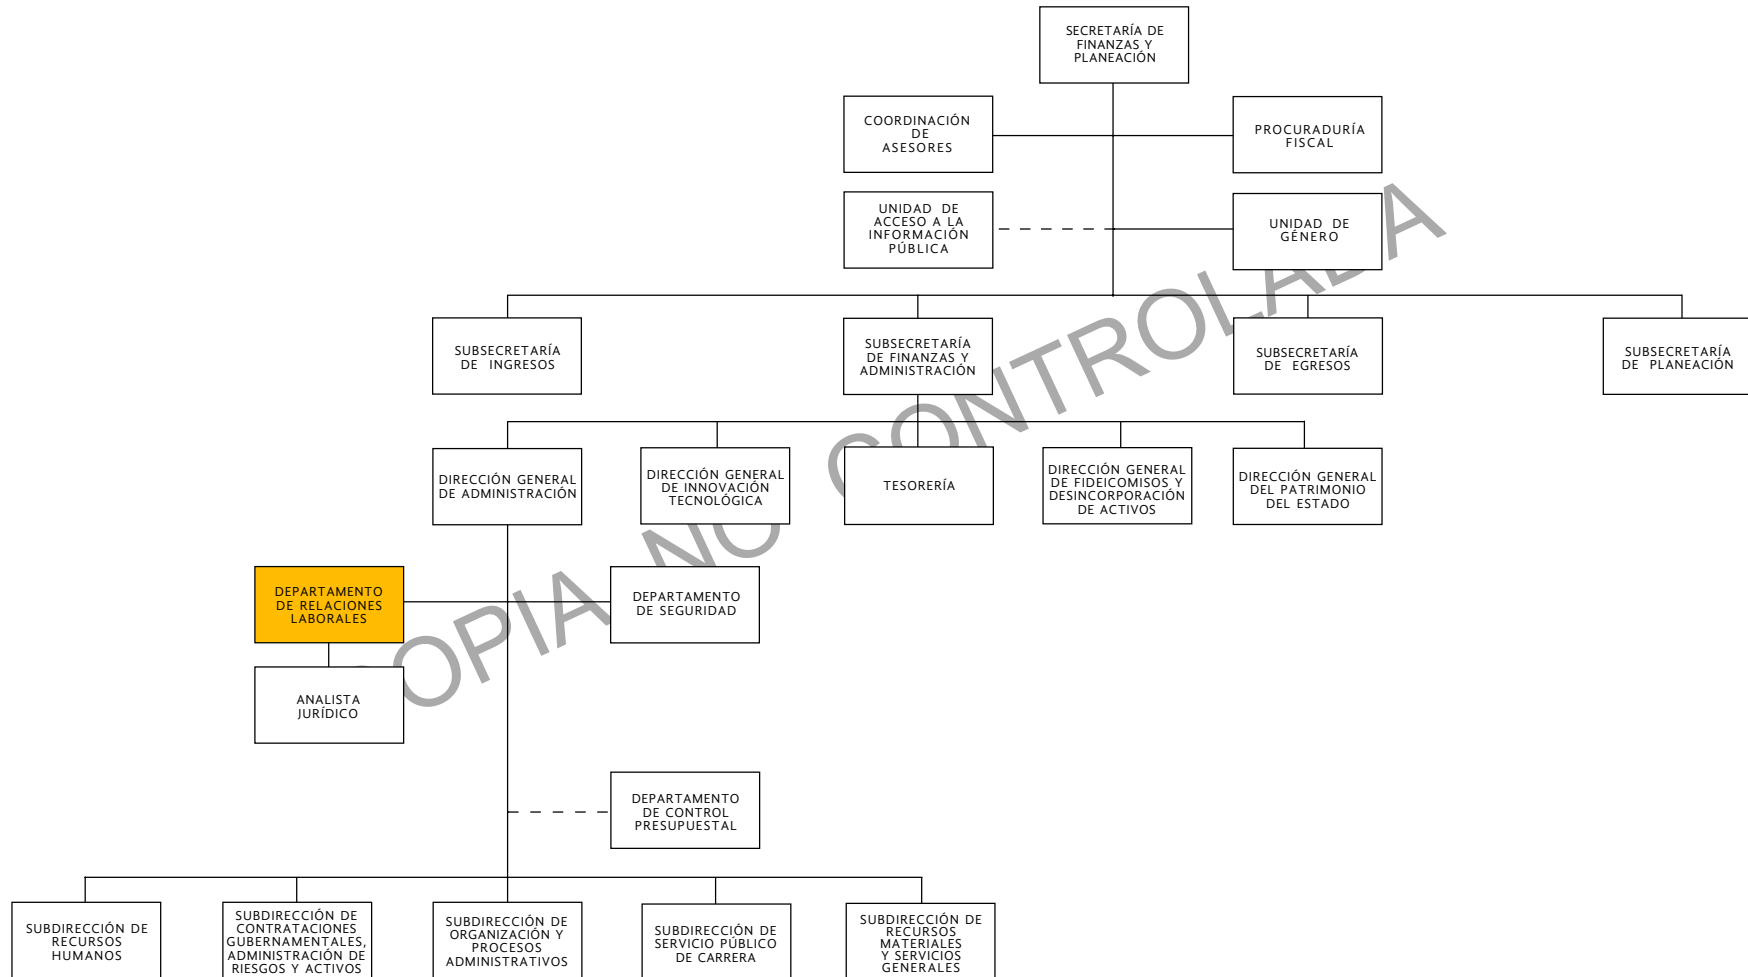 SECRETARÍA DE
FINANZAS Y
PLANEACIÓN
COORDINACIÓN
DE
ASESORES
PROCURADURÍA
FISCAL
UNIDAD DE
ACCESO A LA
INFORMACIÓN
PÚBLICA
UNIDAD DE
GÉNERO
SUBSECRETARÍA
DE INGRESOS
SUBSECRETARÍA
DE FINANZAS Y
ADMINISTRACIÓN
SUBSECRETARÍA
DE EGRESOS
SUBSECRETARÍA
DE PLANEACIÓN
DIRECCIÓN GENERAL
DE ADMINISTRACIÓN
DIRECCIÓN GENERAL
DE INNOVACIÓN
TECNOLÓGICA
TESORERÍA
DIRECCIÓN GENERAL
DE FIDEICOMISOS Y
DESINCORPORACIÓN
DE ACTIVOS
DIRECCIÓN GENERAL
DEL PATRIMONIO
DEL ESTADO
DEPARTAMENTO
DE RELACIONES
LABORALES
DEPARTAMENTO
DE SEGURIDAD
ANALISTA
JURÍDICO
DEPARTAMENTO
DE CONTROL
PRESUPUESTAL
SUBDIRECCIÓN DE
RECURSOS
HUMANOS
SUBDIRECCIÓN DE
CONTRATACIONES
GUBERNAMENTALES,
ADMINISTRACIÓN DE
RIESGOS Y ACTIVOS
SUBDIRECCIÓN DE
ORGANIZACIÓN Y
PROCESOS
ADMINISTRATIVOS
SUBDIRECCIÓN DE
SERVICIO PÚBLICO
DE CARRERA
SUBDIRECCIÓN DE
RECURSOS
MATERIALES
Y SERVICIOS
GENERALES
COPIA NO CONTROLADA